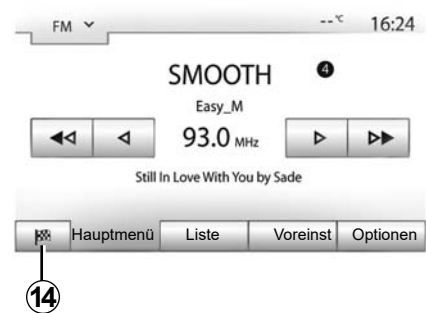 FM --°C 16:24
SMOOTH 4
Easy_M
93.0 MHz
Still In Love With You by Sade
Hauptmenü Liste Voreinst Optionen
14